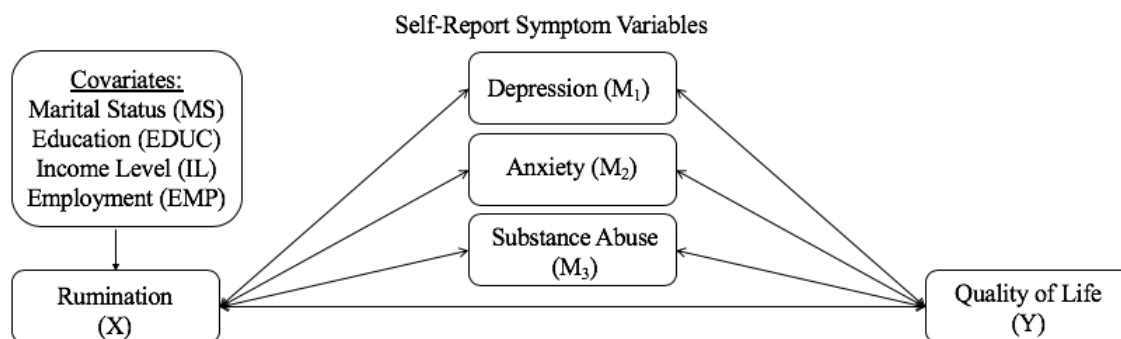 Self-Report Symptom Variables
Covariates:
Marital Status (MS)
Education (EDUC)
Income Level (IL)
Employment (EMP)
Depression (M₁)
Anxiety (M₂)
Substance Abuse
(M₃)
Rumination
(X)
Quality of Life
(Y)